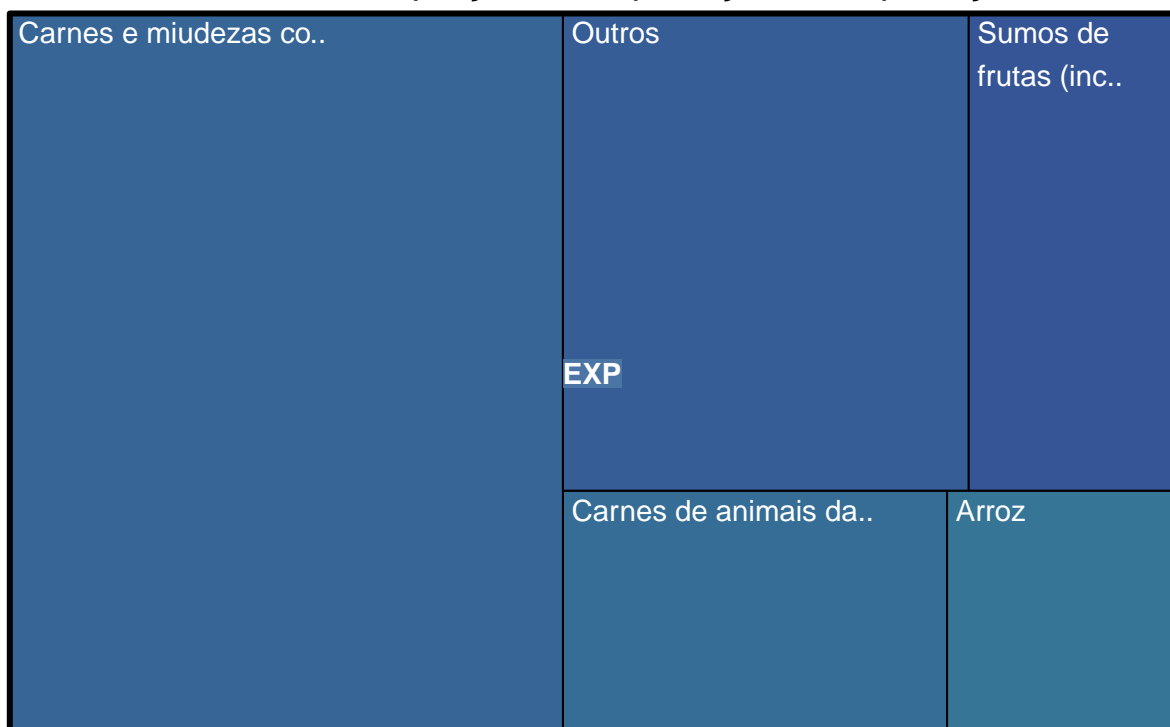 Carnes e miudezas co..
Outros
Sumos de
frutas (inc..
EXP
Carnes de animais da..
Arroz